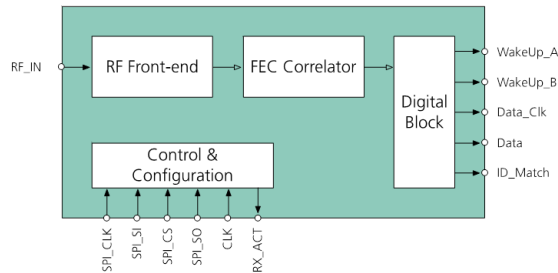 RF_IN
RF Front-end
FEC Correlator
Digital
Block
WakeUp_A
WakeUp_B
Data_Clk
Data
ID_Match
Control &
Configuration
SPI_CLK
SPI_SI
SPI_CS
SPI_SO
CLK
RX_ACT